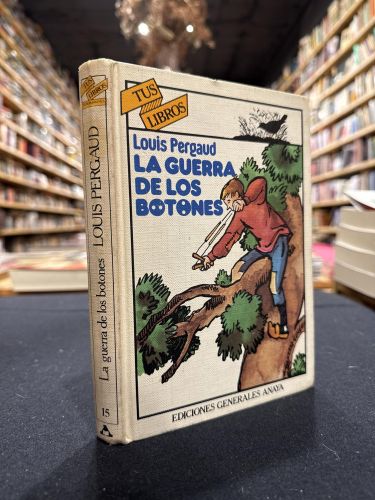 TUS
LIBROS
Louis Pergaud
LA GUERRA
DE LOS
BOTONES
EDICIONES GENERALES ANAYA
La guerra de los botones LOUIS PERGAUD
15